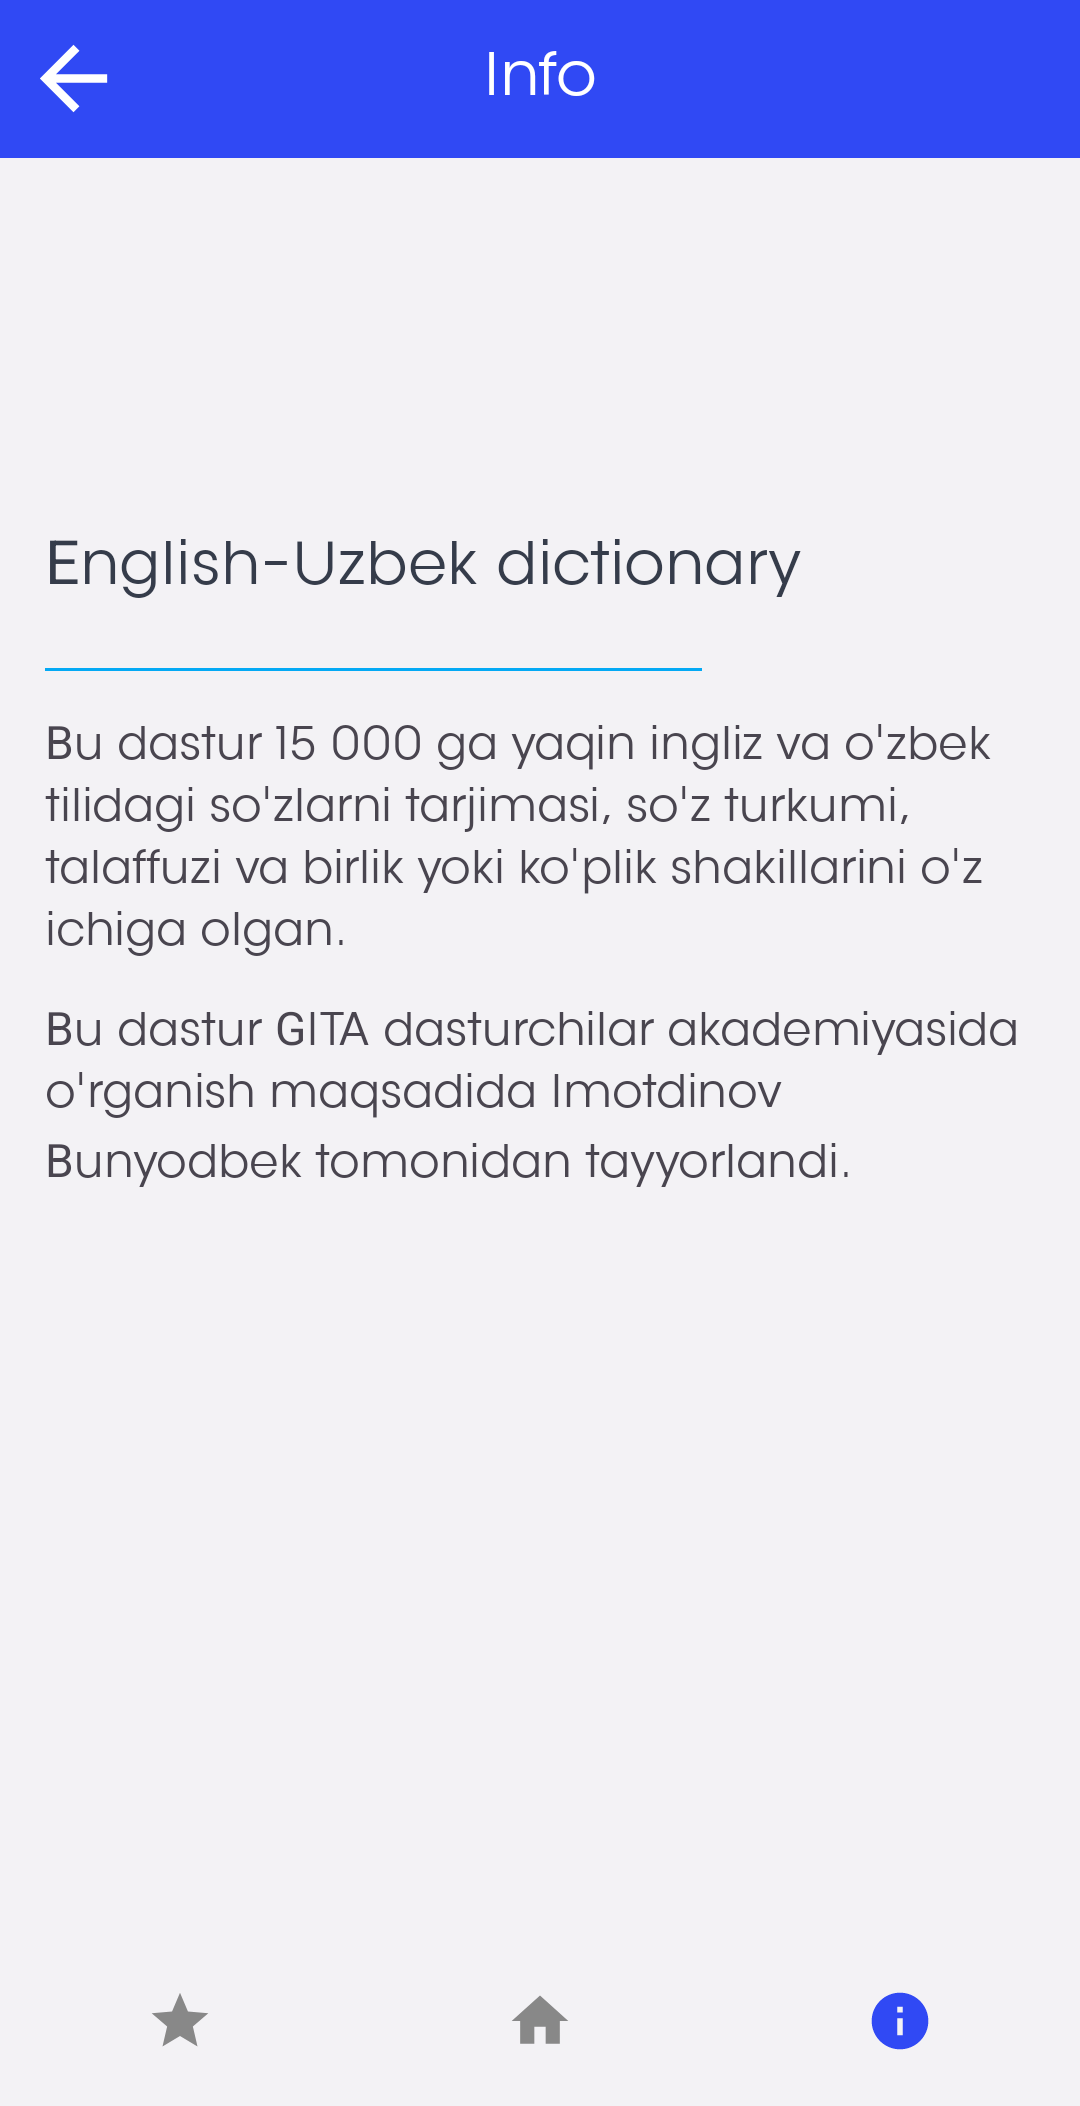 Info
English-Uzbek dictionary
Bu dastur 15 000 ga yaqin ingliz va o'zbek
tilidagi so'zlarni tarjimasi, so'z turkumi,
talaffuzi va birlik yoki ko'plik shakillarini o'z
ichiga olgan.
Bu dastur GITA dasturchilar akademiyasida
o'rganish maqsadida Imotdinov
Bunyodbek tomonidan tayyorlandi.